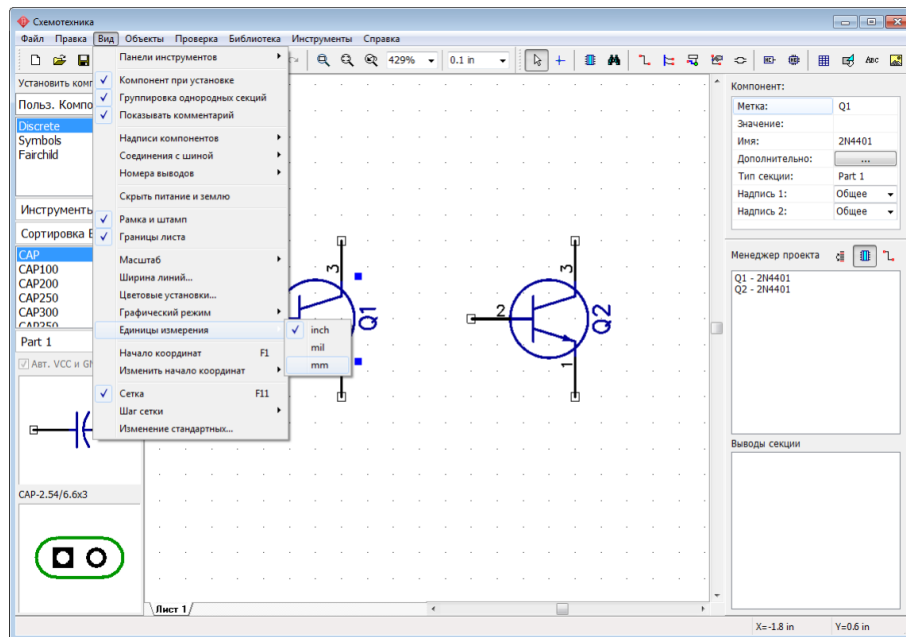 Схемотехника
Файл Правка Вид Объекты Проверка Библиотека Инструменты Справка
429% 0.1 in
Abc
Установить
Польз. Компо
Discrete
Symbols
Fairchild
Инструменты
Сортировка
CAP
CAP100
CAP200
CAP250
CAP300
CAP350
Part 1
Авт. VCC и
CAP-2.54/6.6x3
Панели инструментов
Компонент при установке
Группировка однородных секций
Показывать комментарий
Надписи компонентов
Соединения с шиной
Номера выводов
Скрыть питание и землю
Рамка и штамп
Границы листа
Масштаб
Ширина линий...
Цветовые установки...
Графический режим
Единицы измерения
Начало координат F1
Изменить начало координат
Сетка F11
Шаг сетки
Изменение стандартных...
inch
mil
mm
3
Q1
3
2
Q2
1
Лист 1
Компонент:
Метка: Q1
Значение:
Имя: 2N4401
Дополнительно: ...
Тип секции: Part 1
Надпись 1: Общее
Надпись 2: Общее
Менеджер проекта
Q1 - 2N4401
Q2 - 2N4401
Выводы секции
X=-1.8 in Y=0.6 in